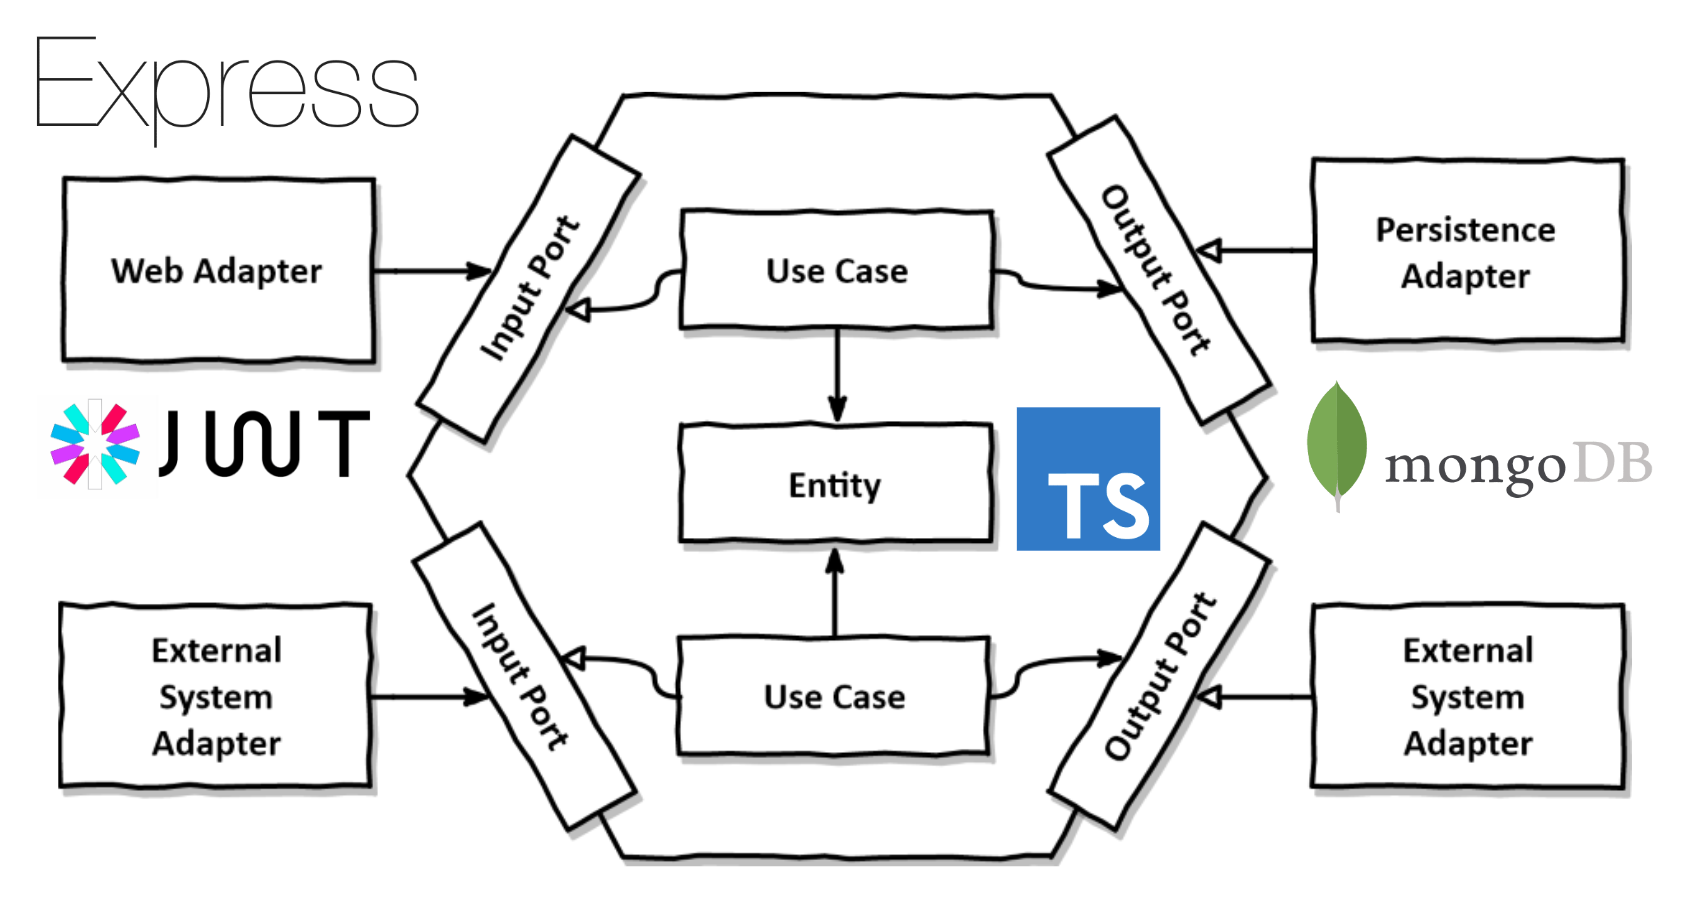 Express
Web Adapter
Input Port
Use Case
Output Port
Persistence
Adapter
JWT
Entity
TS
mongoDB
External
System
Adapter
Input Port
Use Case
Output Port
External
System
Adapter